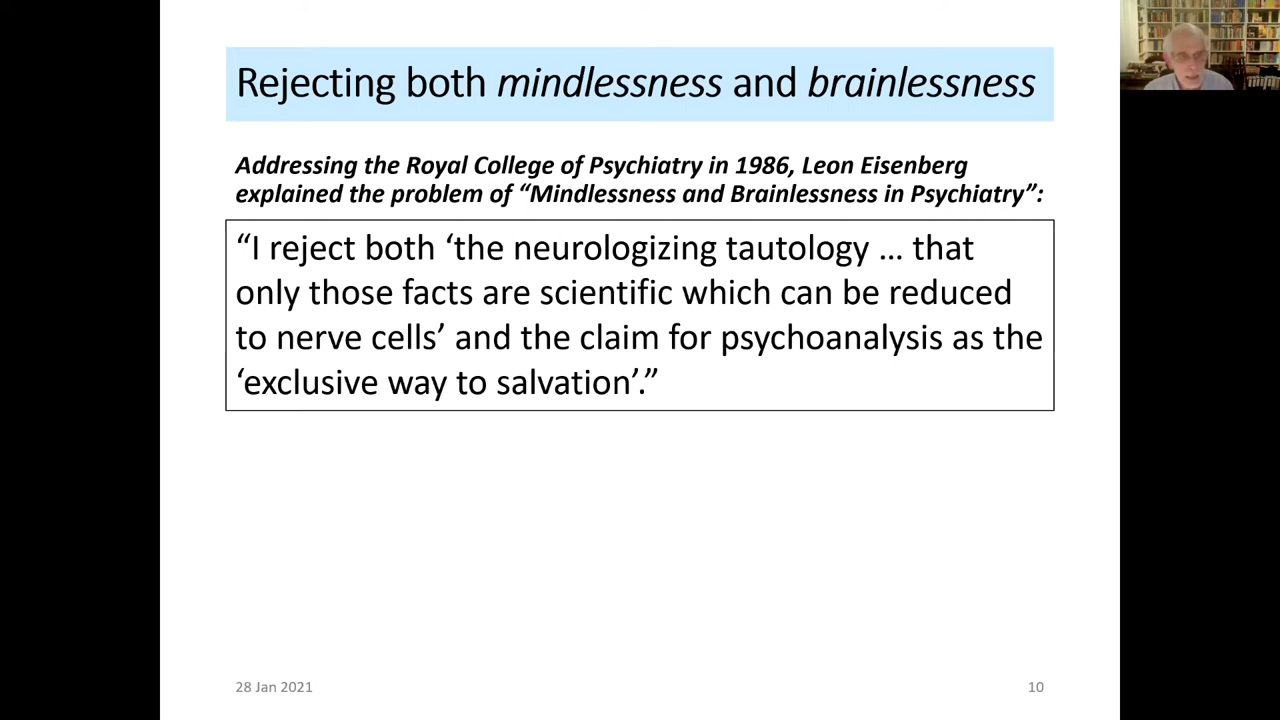 Rejecting both mindlessness and brainlessness
Addressing the Royal College of Psychiatry in 1986, Leon Eisenberg
explained the problem of “Mindlessness and Brainlessness in Psychiatry”:
“I reject both ‘the neurologizing tautology … that
only those facts are scientific which can be reduced
to nerve cells’ and the claim for psychoanalysis as the
‘exclusive way to salvation’.”
28 Jan 2021
10